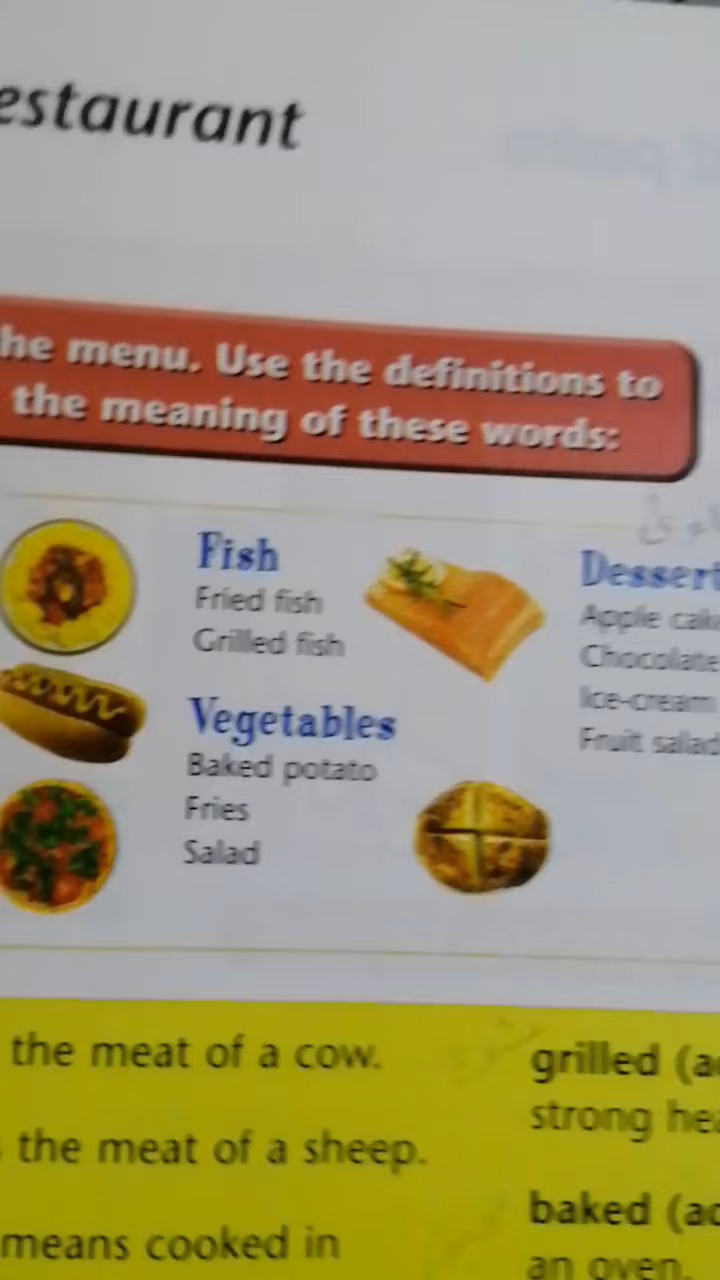 estaurant
he menu. Use the definitions to
the meaning of these words:
Fish
Fried fish
Grilled fish
Vegetables
Baked potato
Fries
Salad
Dessert
Apple cak
Chocolate
Ice-cream
Fruit salad
the meat of a cow.
the meat of a sheep.
means cooked in
grilled (a
strong hea
baked (a
an oven.